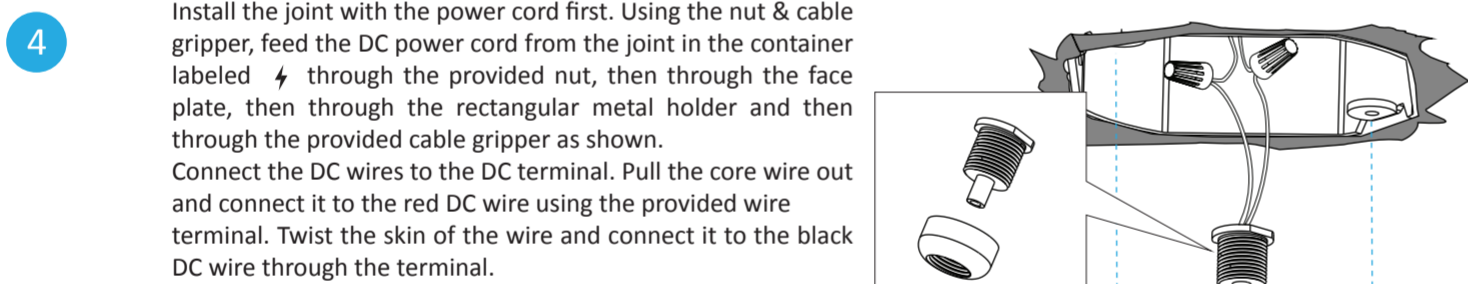 4
Install the joint with the power cord first. Using the nut & cable
gripper, feed the DC power cord from the joint in the container
labeled through the provided nut, then through the face
plate, then through the rectangular metal holder and then
through the provided cable gripper as shown.
Connect the DC wires to the DC terminal. Pull the core wire out
and connect it to the red DC wire using the provided wire
terminal. Twist the skin of the wire and connect it to the black
DC wire through the terminal.